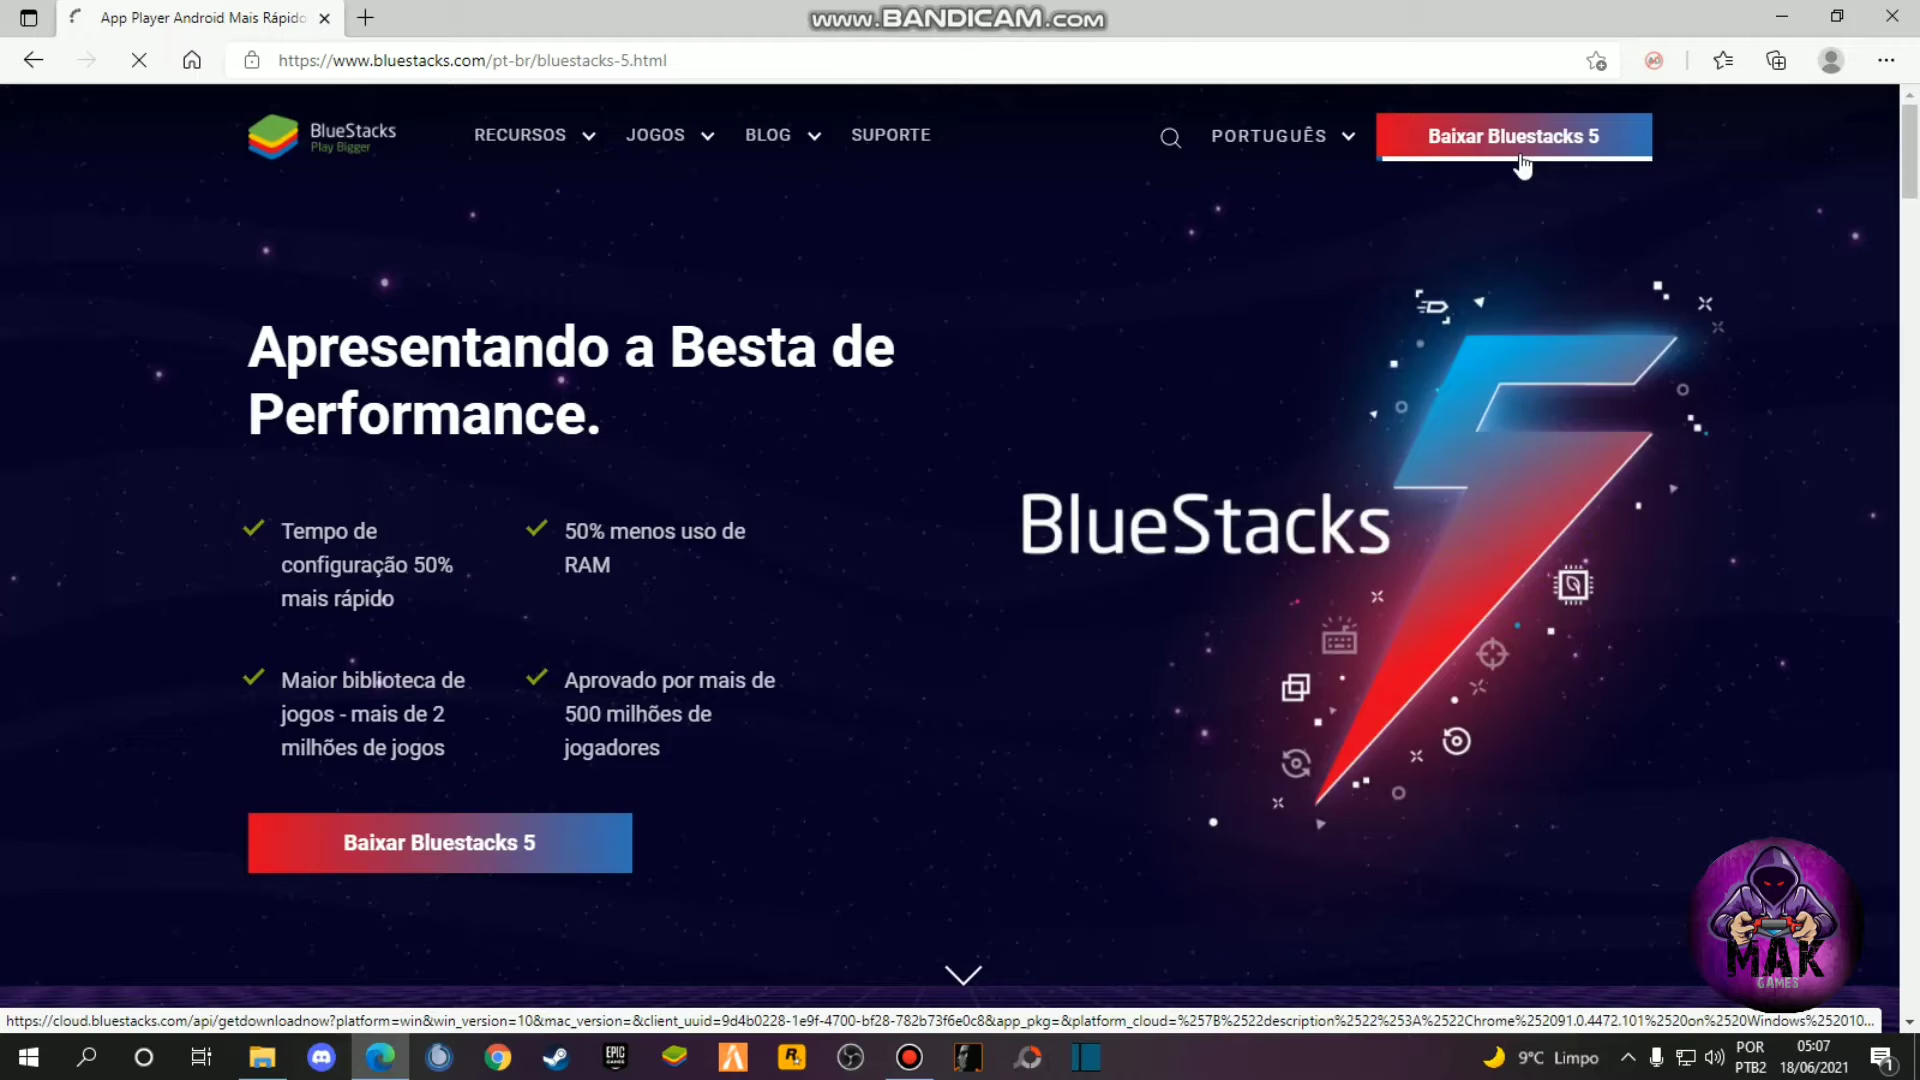 App Player Android Mais Rápido
www.BANDICAM.com
https://www.bluestacks.com/pt-br/bluestacks-5.html
BlueStacks
Play Bigger
RECURSOS
JOGOS
BLOG
SUPORTE
PORTUGUÊS
Baixar Bluestacks 5
Apresentando a Besta de
Performance.
Tempo de
configuração 50%
mais rápido
50% menos uso de
RAM
Maior biblioteca de
jogos - mais de 2
milhões de jogos
Aprovado por mais de
500 milhões de
jogadores
Baixar Bluestacks 5
BlueStacks 5
MAK
GAMES
https://cloud.bluestacks.com/api/getdownloadnow?platform=win&win_version=10&mac_version=&client_uuid=9d4b0228-1e9f-4700-bf28-782b73f6e0c8&app_pkg=&platform_cloud=%257B%2522description%2522%253A%2522Chrome%252091.0.4472.101%2520on%2520Windows%252010...
EPIC
GAMES
R
9°C Limpo
POR
PTB2
05:07
18/06/2021
1